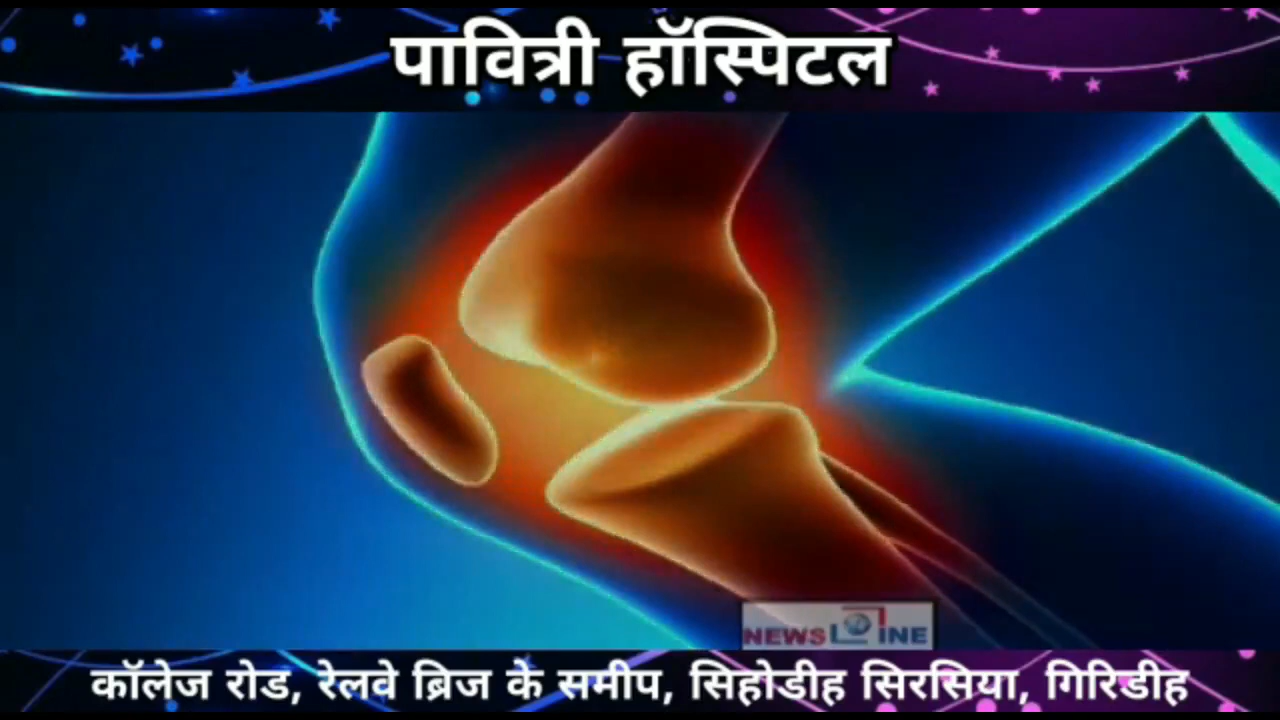 पावित्री हॉस्पिटल
NEWS LINE
कॉलेज रोड, रेलवे ब्रिज के समीप, सिहोडीह सिरसिया, गिरिडीह